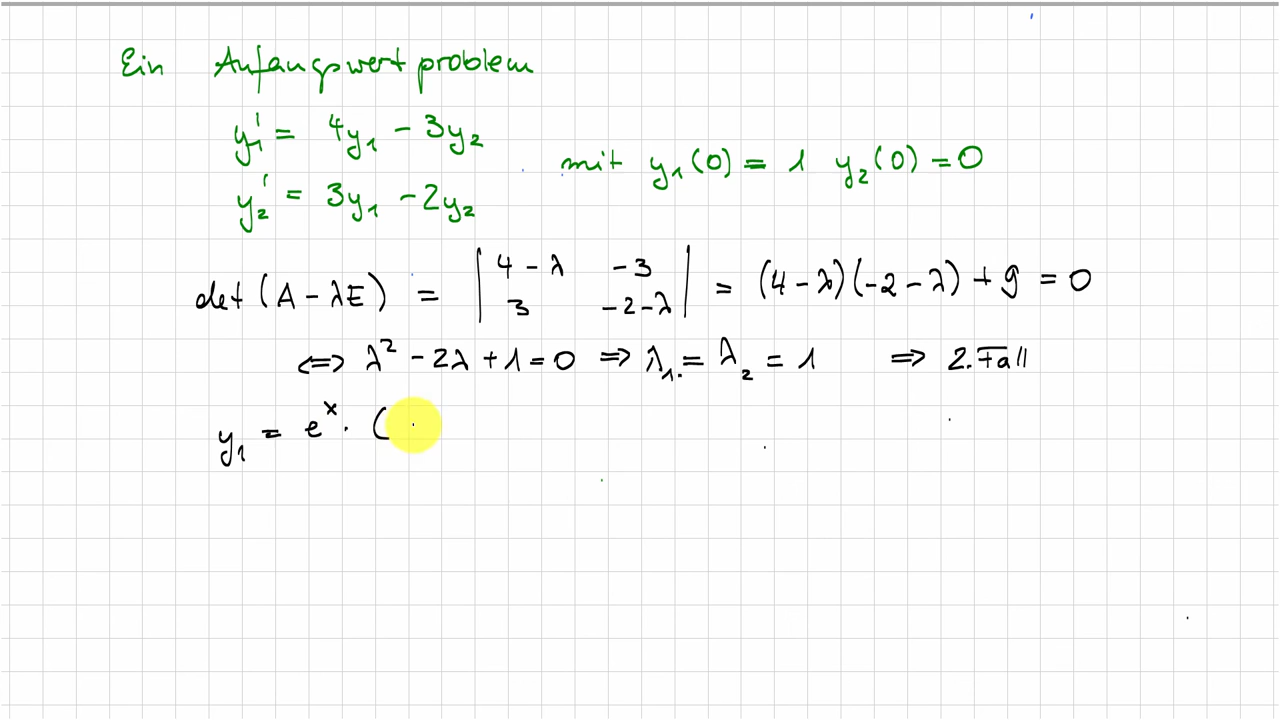 Ein Anfangswertproblem
y₁' = 4y₁ - 3y₂
mit y₁(0) = 1 y₂(0) = 0
y₂' = 3y₁ - 2y₂
det (A - λE) = | 4 - λ -3 | = (4 - λ)(-2 - λ) + 9 = 0
| 3 -2 - λ |
⇔ λ² - 2λ + 1 = 0 ⇒ λ₁ = λ₂ = 1 ⇒ 2. Fall
y₁ = eˣ · (